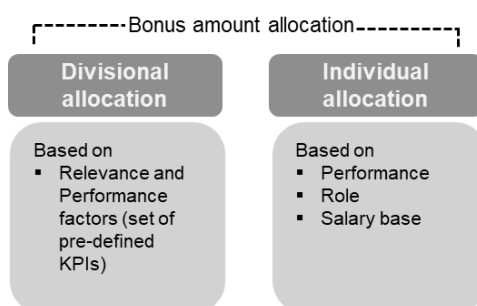 Bonus amount allocation
Divisional
allocation
Based on
▪ Relevance and
Performance
factors (set of
pre-defined
KPIs)
Individual
allocation
Based on
▪ Performance
▪ Role
▪ Salary base